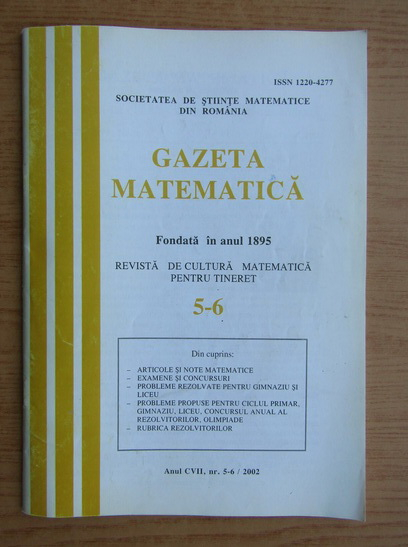 ISSN 1220-4277
SOCIETATEA DE ŞTIINŢE MATEMATICE
DIN ROMÂNIA
GAZETA
MATEMATICĂ
Fondată în anul 1895
REVISTĂ DE CULTURĂ MATEMATICĂ
PENTRU TINERET
5-6
Din cuprins:
– ARTICOLE ŞI NOTE MATEMATICE
– EXAMENE ŞI CONCURSURI
– PROBLEME REZOLVATE PENTRU GIMNAZIU ŞI
LICEU
– PROBLEME PROPUSE PENTRU CICLUL PRIMAR,
GIMNAZIU, LICEU, CONCURSUL ANUAL AL
REZOLVITORILOR, OLIMPIADE
– RUBRICA REZOLVITORILOR
Anul CVII, nr. 5-6 / 2002